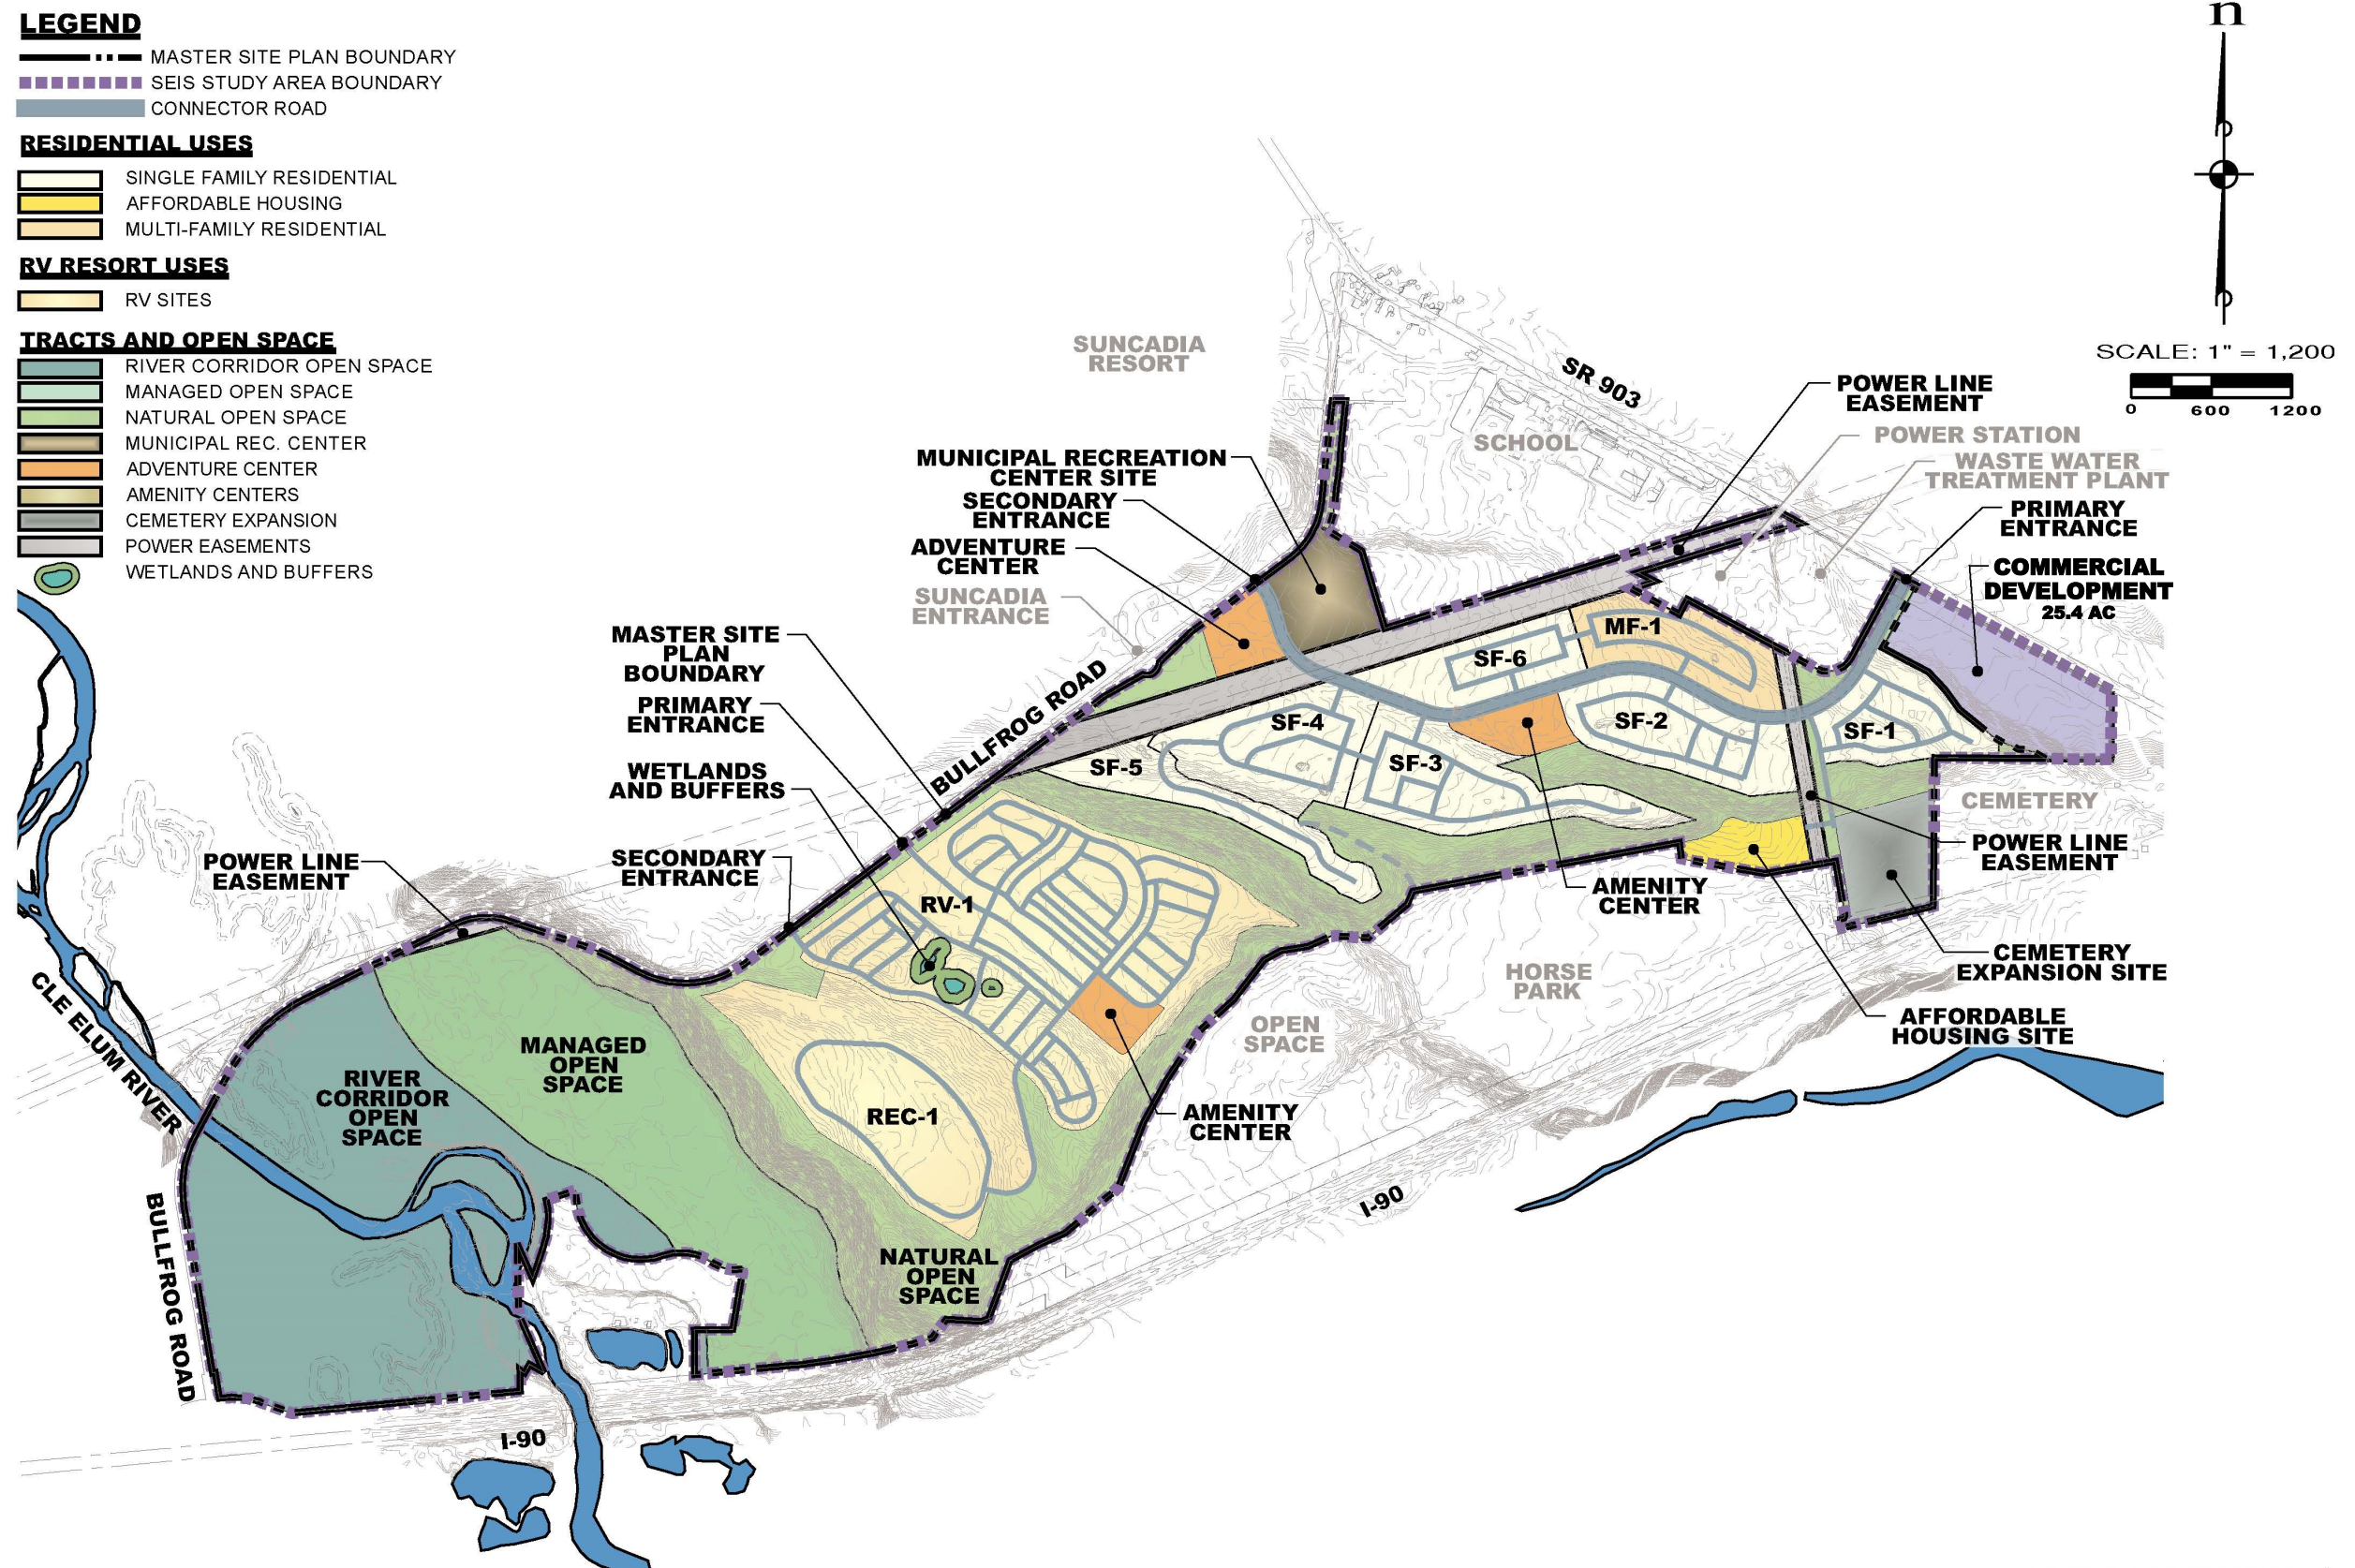 LEGEND
MASTER SITE PLAN BOUNDARY
SEIS STUDY AREA BOUNDARY
CONNECTOR ROAD
RESIDENTIAL USES
SINGLE FAMILY RESIDENTIAL
AFFORDABLE HOUSING
MULTI-FAMILY RESIDENTIAL
RV RESORT USES
RV SITES
TRACTS AND OPEN SPACE
RIVER CORRIDOR OPEN SPACE
MANAGED OPEN SPACE
NATURAL OPEN SPACE
MUNICIPAL REC. CENTER
ADVENTURE CENTER
AMENITY CENTERS
CEMETERY EXPANSION
POWER EASEMENTS
WETLANDS AND BUFFERS
n
SCALE: 1" = 1,200
0 600 1200
SUNCADIA
RESORT
SR 903
SCHOOL
POWER LINE
EASEMENT
POWER STATION
WASTE WATER
TREATMENT PLANT
PRIMARY
ENTRANCE
COMMERCIAL
DEVELOPMENT
25.4 AC
MUNICIPAL RECREATION
CENTER SITE
SECONDARY
ENTRANCE
ADVENTURE
CENTER
SUNCADIA
ENTRANCE
MASTER SITE
PLAN
BOUNDARY
PRIMARY
ENTRANCE
WETLANDS
AND BUFFERS
SECONDARY
ENTRANCE
POWER LINE
EASEMENT
BULLFROG ROAD
MF-1
SF-6
SF-4
SF-2
SF-1
SF-3
SF-5
CEMETERY
POWER LINE
EASEMENT
AMENITY
CENTER
CEMETERY
EXPANSION SITE
AFFORDABLE
HOUSING SITE
HORSE
PARK
OPEN
SPACE
RV-1
REC-1
AMENITY
CENTER
CLE ELUM RIVER
MANAGED
OPEN
SPACE
RIVER
CORRIDOR
OPEN
SPACE
NATURAL
OPEN
SPACE
BULLFROG ROAD
I-90
I-90